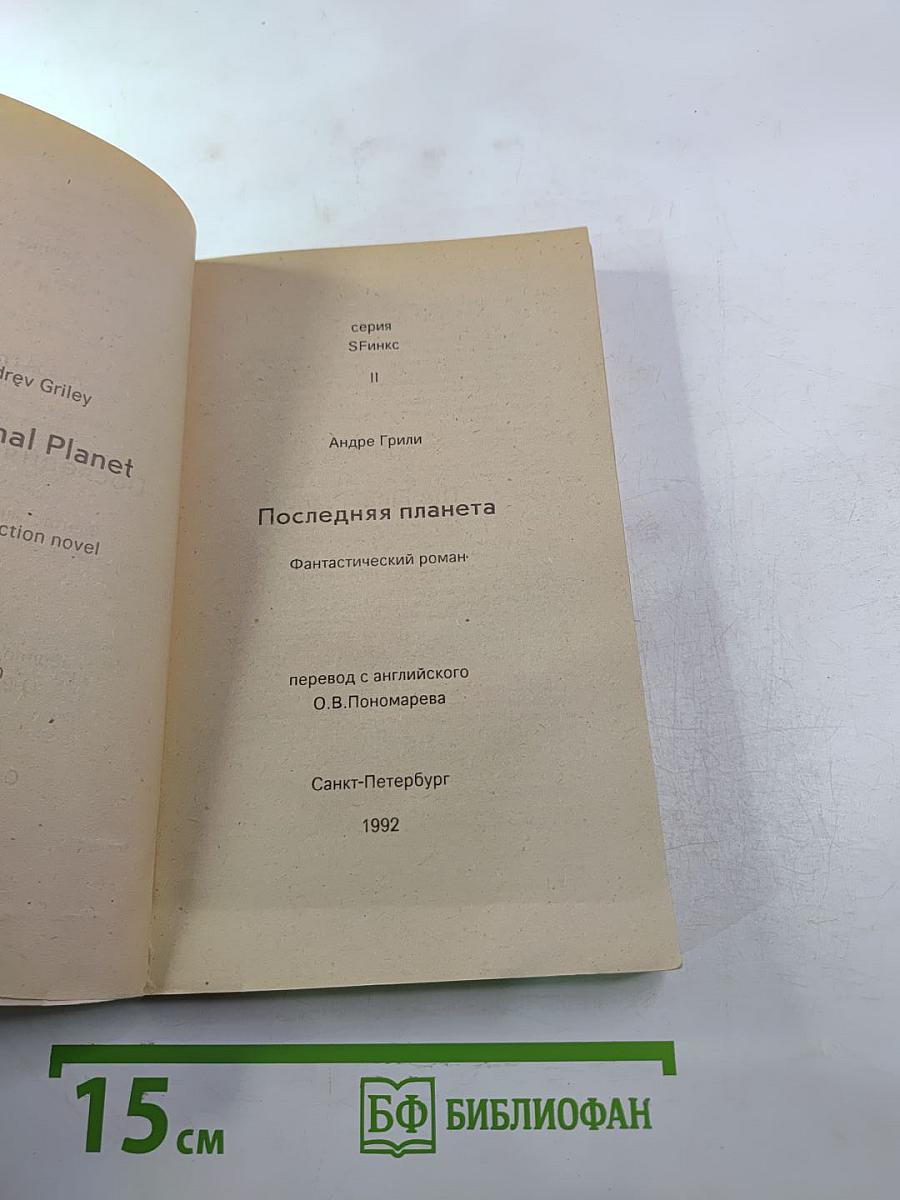 Griley
nal Planet
ction novel
серия
SFинкс
II
Андре Грили
Последняя планета
Фантастический роман
перевод с английского
О.В.Пономарева
Санкт-Петербург
1992
15 см
БФ БИБЛИОФАН